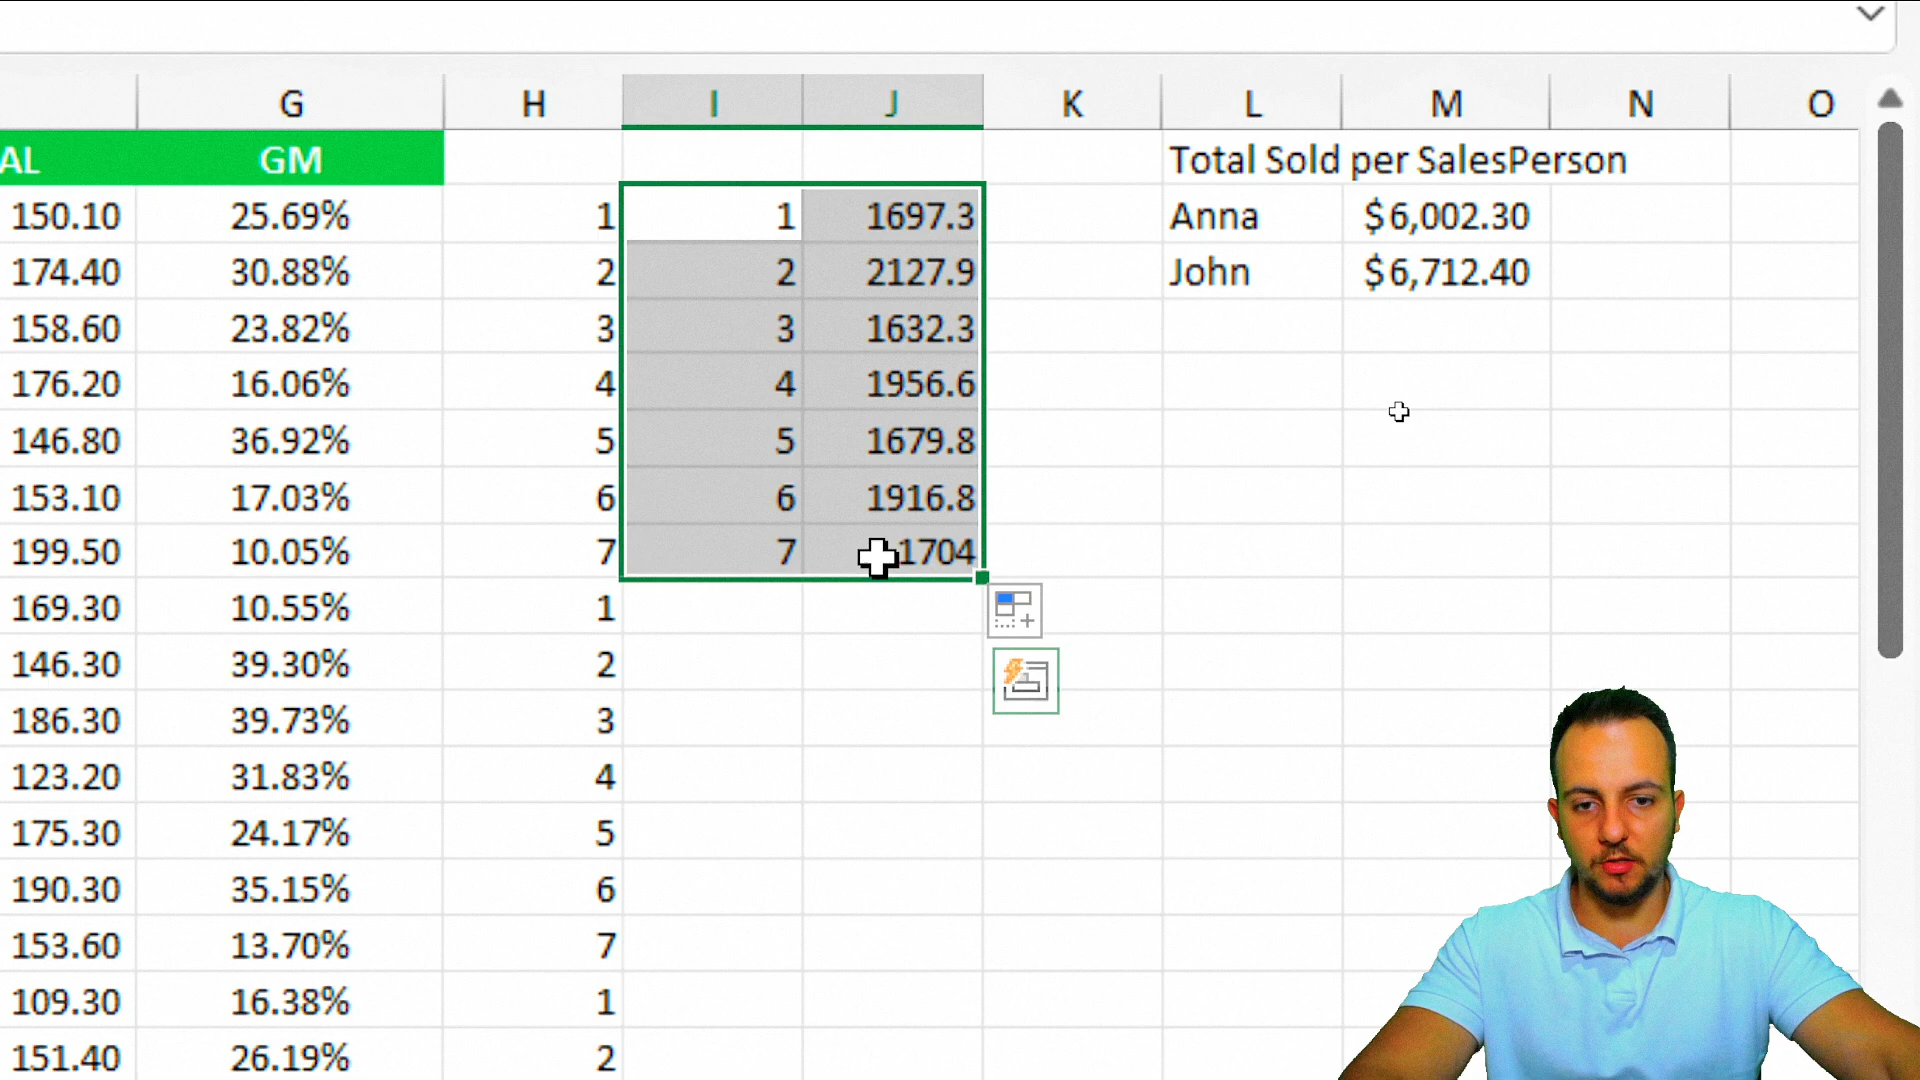 G H I J K L M N O
AL GM Total Sold per SalesPerson
150.10 25.69% 1 1 1697.3 Anna $6,002.30
174.40 30.88% 2 2 2127.9 John $6,712.40
158.60 23.82% 3 3 1632.3
176.20 16.06% 4 4 1956.6
146.80 36.92% 5 5 1679.8
153.10 17.03% 6 6 1916.8
199.50 10.05% 7 7 1704
169.30 10.55% 1
146.30 39.30% 2
186.30 39.73% 3
123.20 31.83% 4
175.30 24.17% 5
190.30 35.15% 6
153.60 13.70% 7
109.30 16.38% 1
151.40 26.19% 2